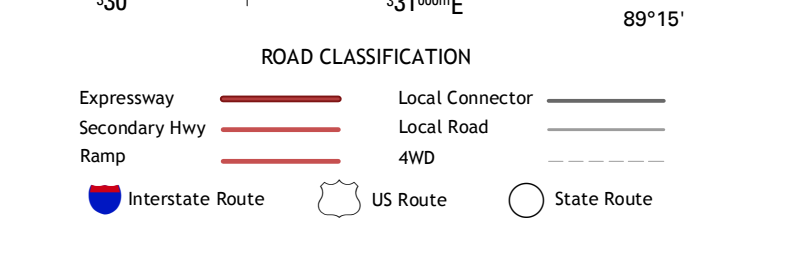 ³30
³31⁰⁰⁰ᵐE
89°15'
ROAD CLASSIFICATION
Expressway
Local Connector
Secondary Hwy
Local Road
Ramp
4WD
Interstate Route
US Route
State Route